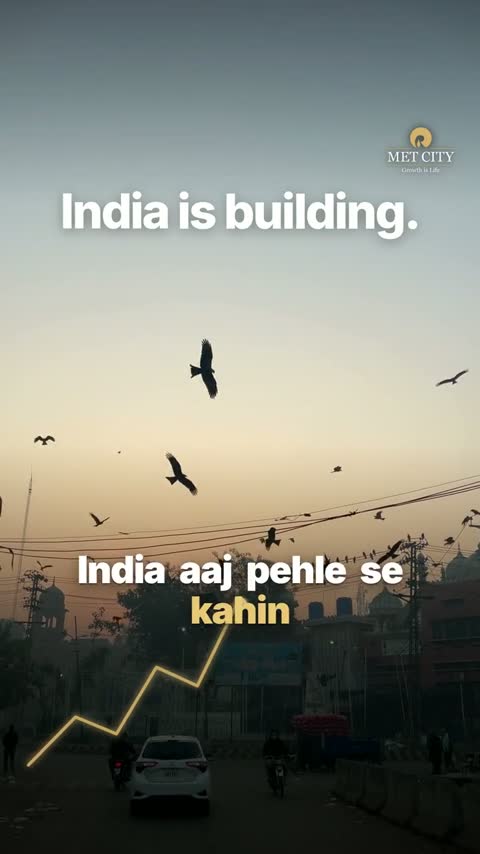 MET CITY
Growth is Life
India is building.
India aaj pehle se
kahin